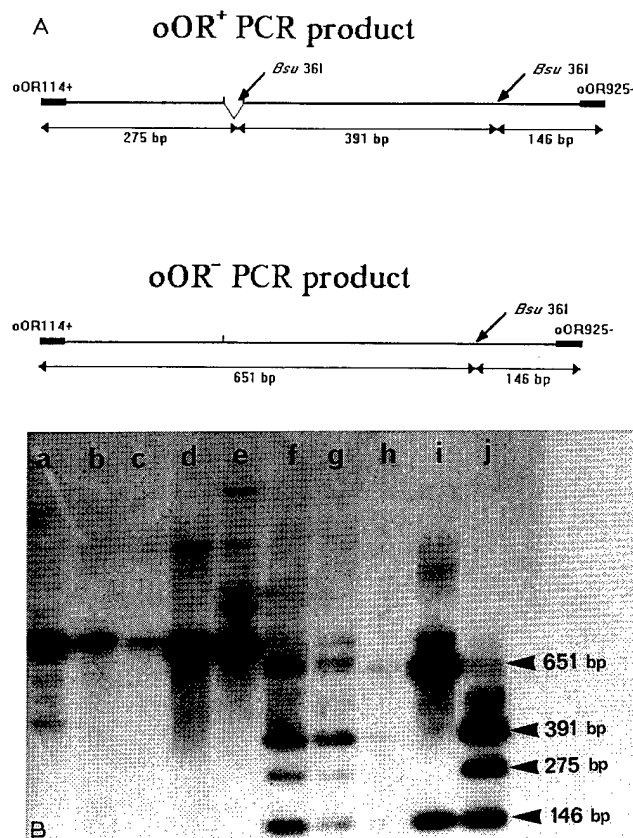 A
oOR⁺ PCR product
oOR114+
Bsu 36I
Bsu 36I
oOR925-
275 bp
391 bp
146 bp
oOR⁻ PCR product
oOR114+
Bsu 36I
oOR925-
651 bp
146 bp
a b c d e f g h i j
651 bp
391 bp
275 bp
146 bp
B